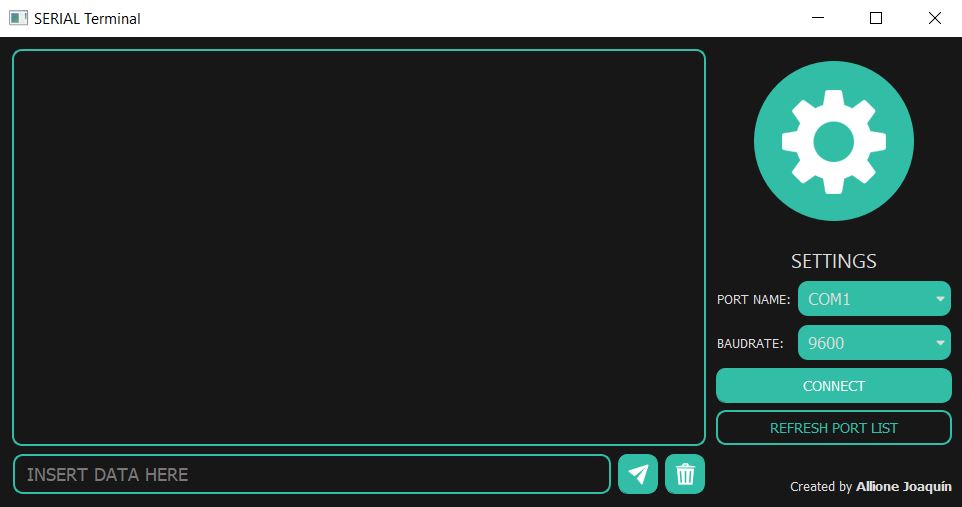 SERIAL Terminal
SETTINGS
PORT NAME: COM1
BAUDRATE: 9600
CONNECT
REFRESH PORT LIST
INSERT DATA HERE
Created by Allione Joaquín